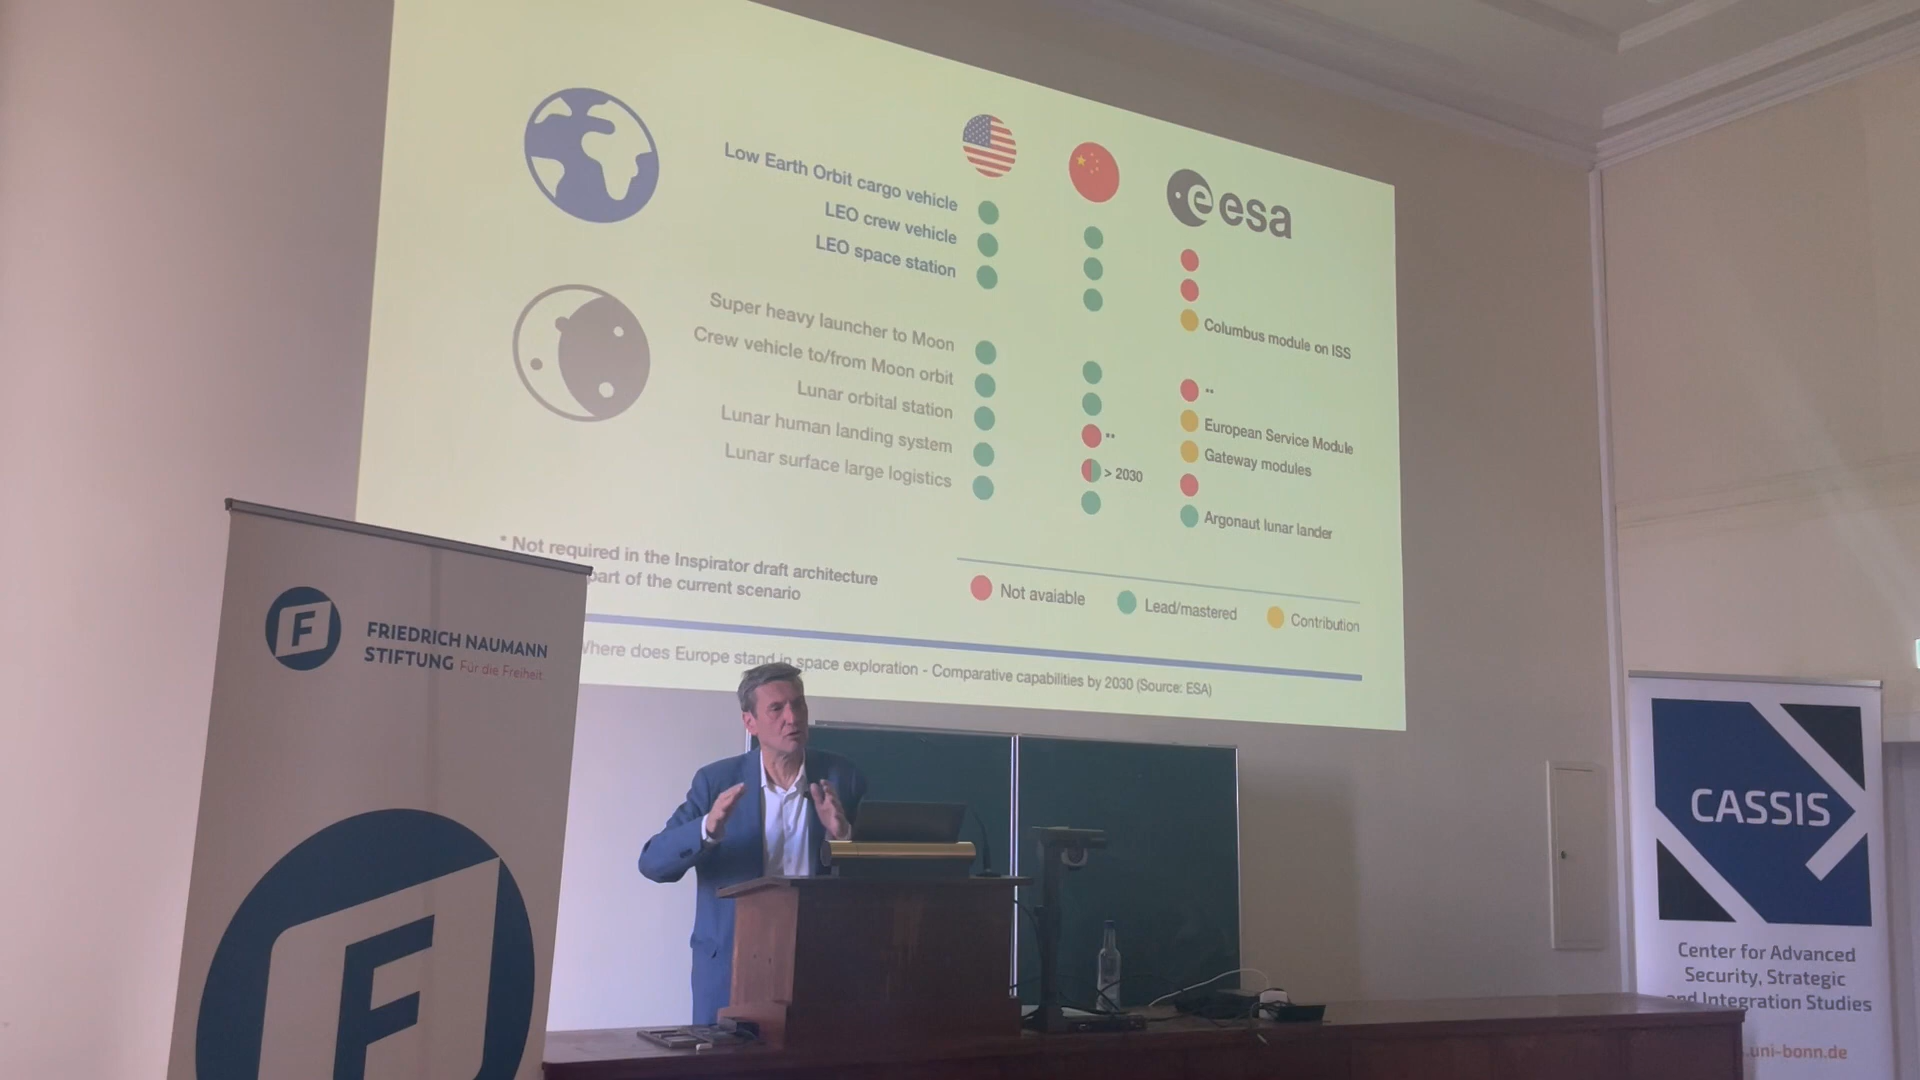 Low Earth Orbit cargo vehicle
LEO crew vehicle
LEO space station
esa
Columbus module on ISS
Super heavy launcher to Moon
**
Crew vehicle to/from Moon orbit
European Service Module
Lunar orbital station
**
Gateway modules
Lunar human landing system
> 2030
Lunar surface large logistics
Argonaut lunar lander
* Not required in the Inspirator draft architecture
part of the current scenario
Not avaiable
Lead/mastered
Contribution
Where does Europe stand in space exploration - Comparative capabilities by 2030 (Source: ESA)
F
FRIEDRICH NAUMANN
STIFTUNG Für die Freiheit.
F
CASSIS
Center for Advanced
Security, Strategic
and Integration Studies
.uni-bonn.de